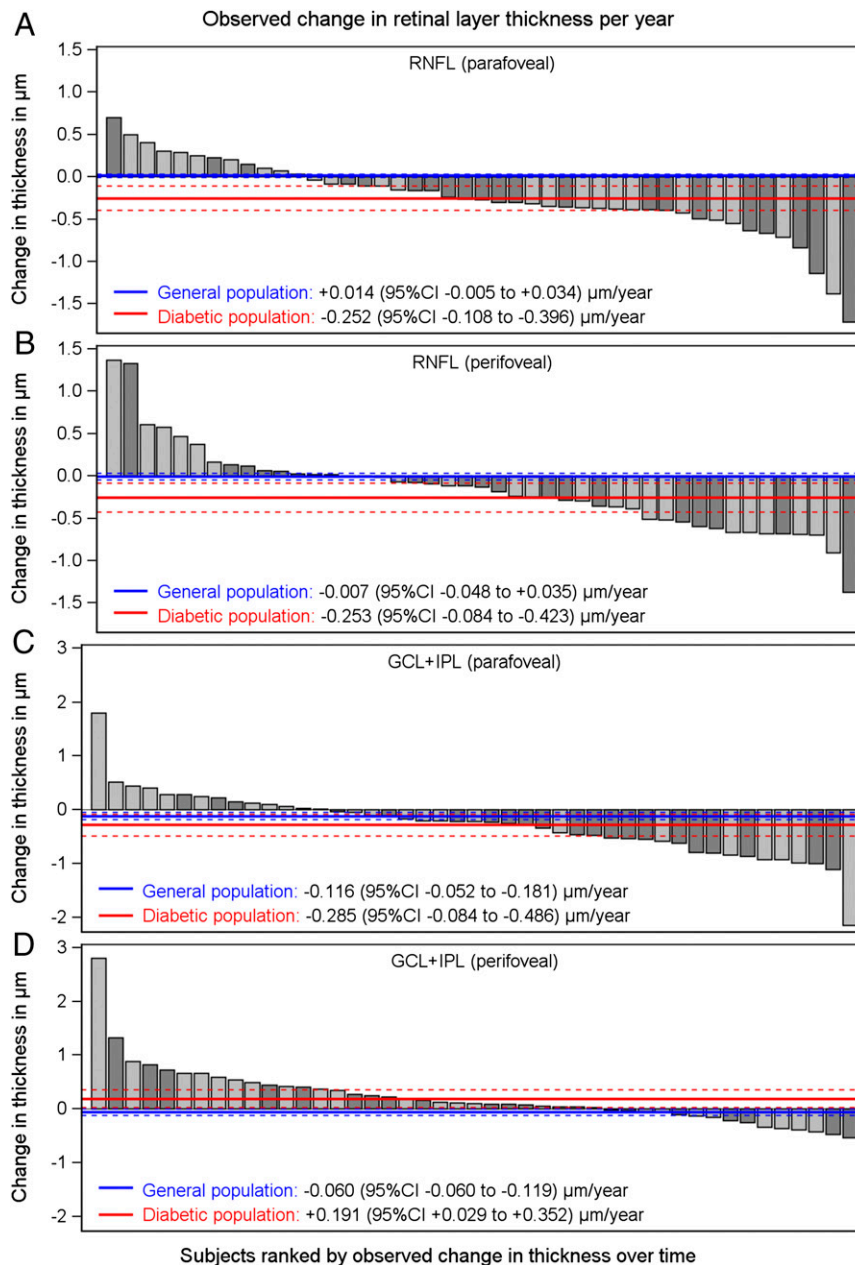 Observed change in retinal layer thickness per year
A
RNFL (parafoveal)
Change in thickness in µm
1.5
1.0
0.5
0.0
-0.5
-1.0
-1.5
General population: +0.014 (95%CI -0.005 to +0.034) µm/year
Diabetic population: -0.252 (95%CI -0.108 to -0.396) µm/year
B
RNFL (perifoveal)
Change in thickness in µm
1.5
1.0
0.5
0.0
-0.5
-1.0
-1.5
General population: -0.007 (95%CI -0.048 to +0.035) µm/year
Diabetic population: -0.253 (95%CI -0.084 to -0.423) µm/year
C
GCL+IPL (parafoveal)
Change in thickness in µm
3
2
1
0
-1
-2
General population: -0.116 (95%CI -0.052 to -0.181) µm/year
Diabetic population: -0.285 (95%CI -0.084 to -0.486) µm/year
D
GCL+IPL (perifoveal)
Change in thickness in µm
3
2
1
0
-1
-2
General population: -0.060 (95%CI -0.060 to -0.119) µm/year
Diabetic population: +0.191 (95%CI +0.029 to +0.352) µm/year
Subjects ranked by observed change in thickness over time